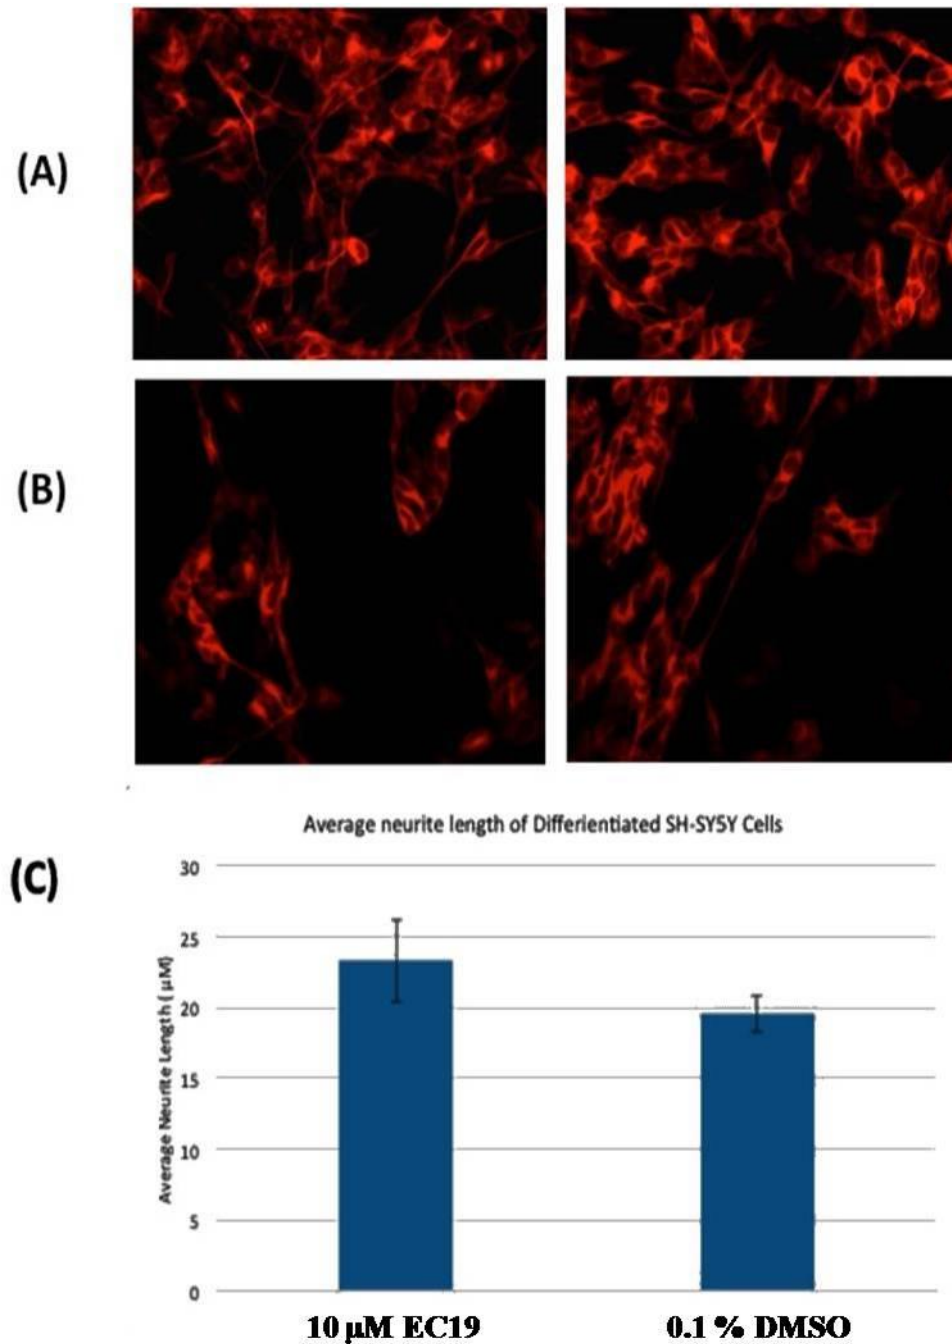 (A)
(B)
Average neurite length of Differientiated SH-SY5Y Cells
(C)
30
25
20
15
10
5
0
Average Neurite Length ( µM)
10 µM EC19
0.1 % DMSO